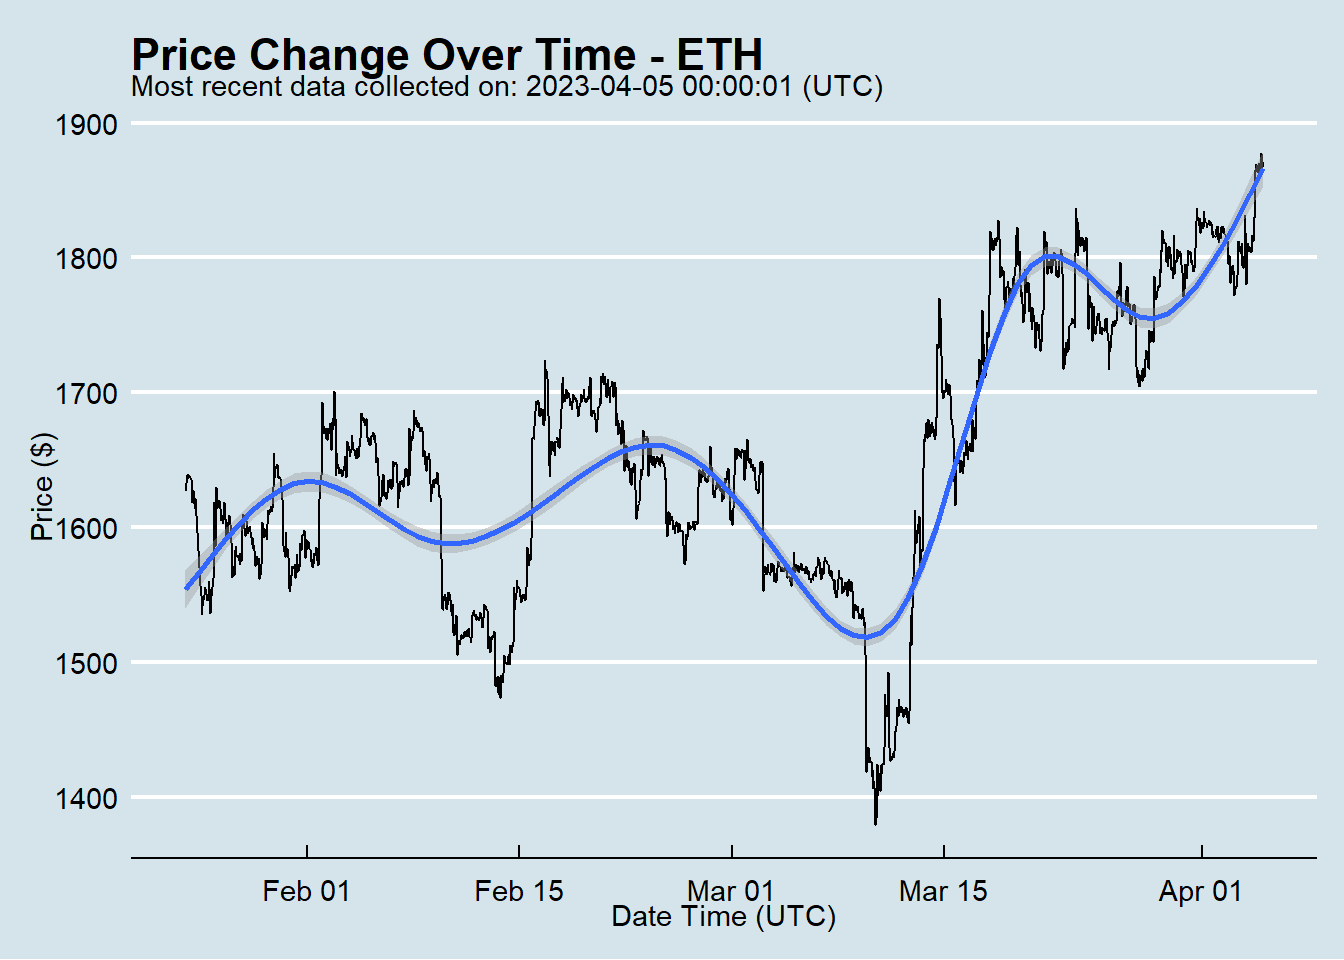 Price Change Over Time - ETH
Most recent data collected on: 2023-04-05 00:00:01 (UTC)
1900
1800
1700
1600
1500
1400
Price ($)
Feb 01 Feb 15 Mar 01 Mar 15 Apr 01
Date Time (UTC)